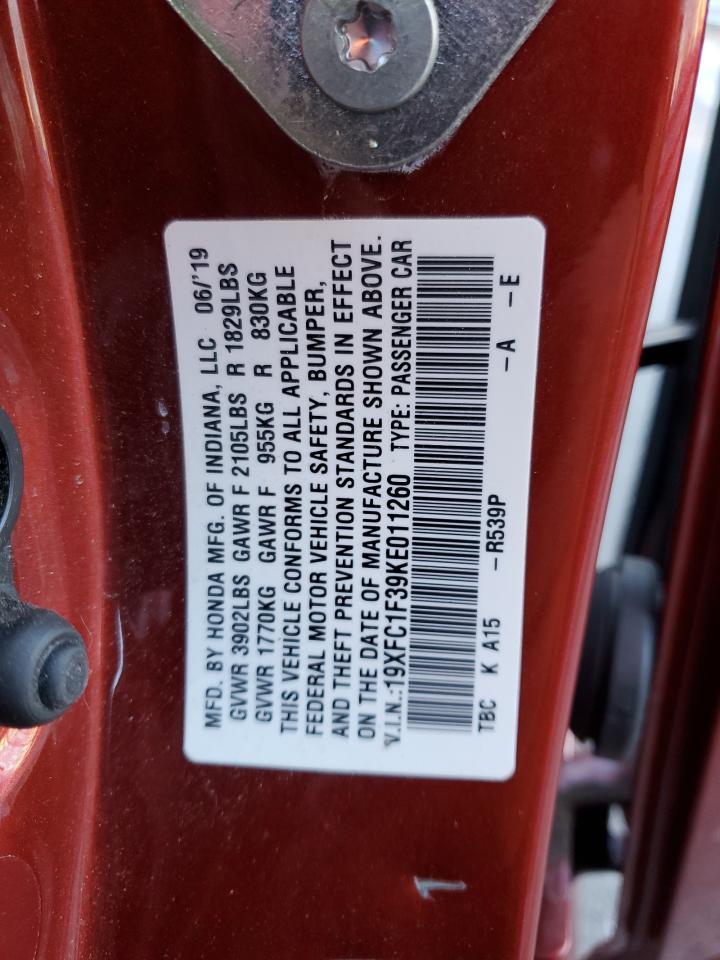 MFD. BY HONDA MFG. OF INDIANA, LLC 06/'19
GVWR 3902LBS GAWR F 2105LBS R 1829LBS
GVWR 1770KG GAWR F 955KG R 830KG
THIS VEHICLE CONFORMS TO ALL APPLICABLE
FEDERAL MOTOR VEHICLE SAFETY, BUMPER,
AND THEFT PREVENTION STANDARDS IN EFFECT
ON THE DATE OF MANUFACTURE SHOWN ABOVE.
V.I.N.:19XFC1F39KE011260 TYPE: PASSENGER CAR
TBC K A15 -R539P -A -E
1